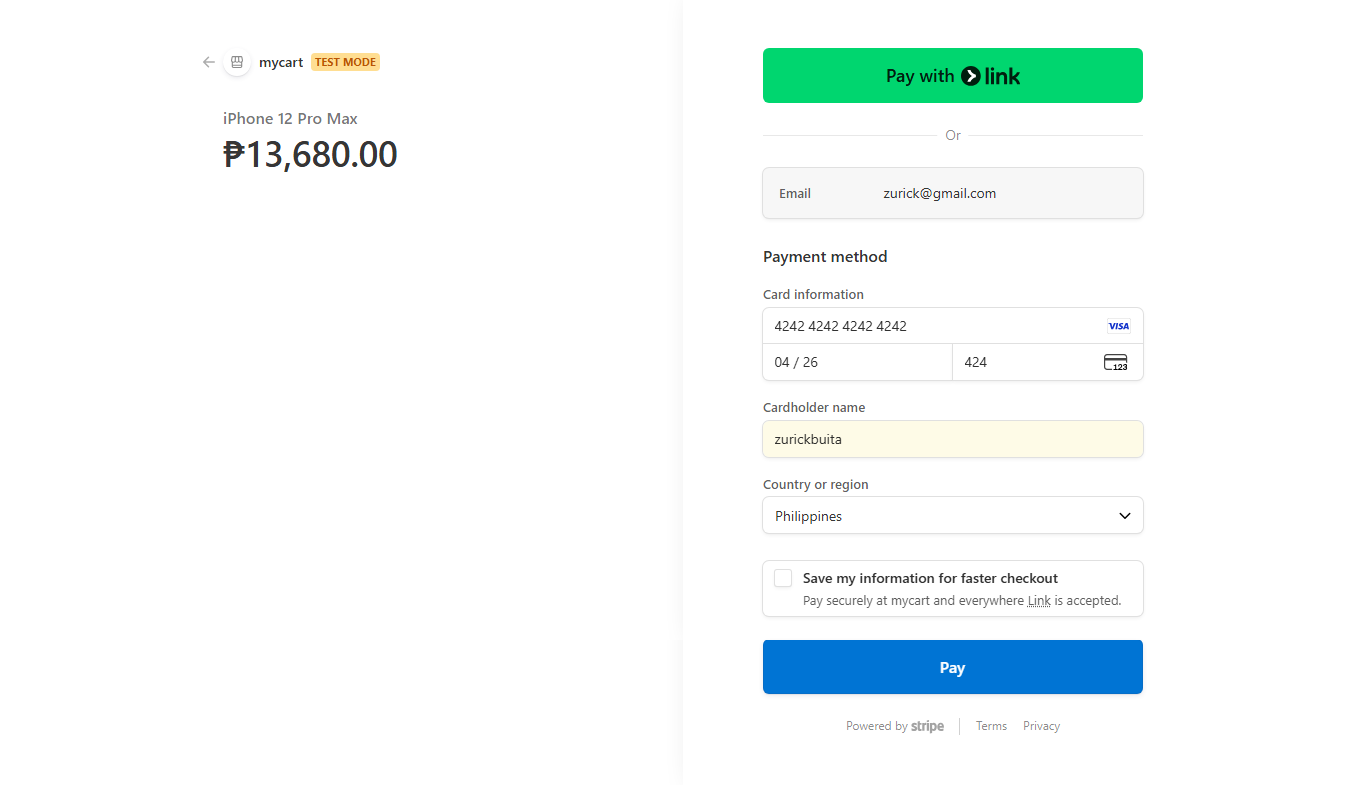 mycart TEST MODE
iPhone 12 Pro Max
₱13,680.00
Pay with link
Or
Email zurick@gmail.com
Payment method
Card information
4242 4242 4242 4242 VISA
04 / 26 424 123
Cardholder name
zurickbuita
Country or region
Philippines
Save my information for faster checkout
Pay securely at mycart and everywhere Link is accepted.
Pay
Powered by stripe Terms Privacy